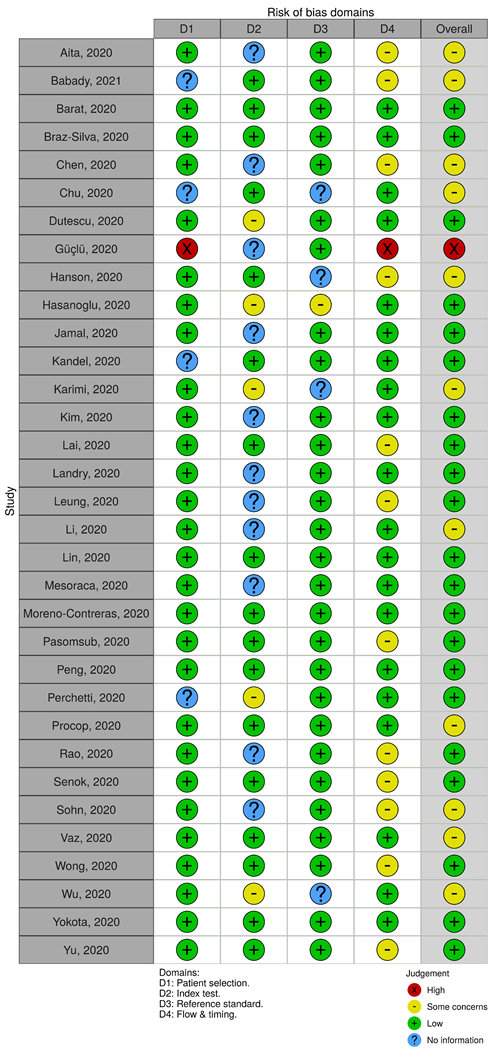 Risk of bias domains
D1 D2 D3 D4 Overall
Study
Aita, 2020 + ? + - -
Babady, 2021 ? + + - -
Barat, 2020 + + + + +
Braz-Silva, 2020 + + + + +
Chen, 2020 + ? + - -
Chu, 2020 ? + ? + -
Dutescu, 2020 + - + + +
Güçlü, 2020 X ? + X X
Hanson, 2020 + + ? - -
Hasanoglu, 2020 + - - + +
Jamal, 2020 + ? + + +
Kandel, 2020 ? + + + +
Karimi, 2020 + - ? + -
Kim, 2020 + ? + + +
Lai, 2020 + + + - +
Landry, 2020 + ? + + +
Leung, 2020 + ? + - +
Li, 2020 + ? + + -
Lin, 2020 + + + + +
Mesoraca, 2020 + ? + + +
Moreno-Contreras, 2020 + + + + +
Pasomsub, 2020 + + + - +
Peng, 2020 + + + + +
Perchetti, 2020 ? - + + +
Procop, 2020 + + + + -
Rao, 2020 + ? + - +
Senok, 2020 + + + - +
Sohn, 2020 + ? + - -
Vaz, 2020 + + + + -
Wong, 2020 + + + - +
Wu, 2020 + - ? + -
Yokota, 2020 + + + + +
Yu, 2020 + + + - +
Domains:
D1: Patient selection.
D2: Index test.
D3: Reference standard.
D4: Flow & timing.
Judgement
X High
- Some concerns
+ Low
? No information